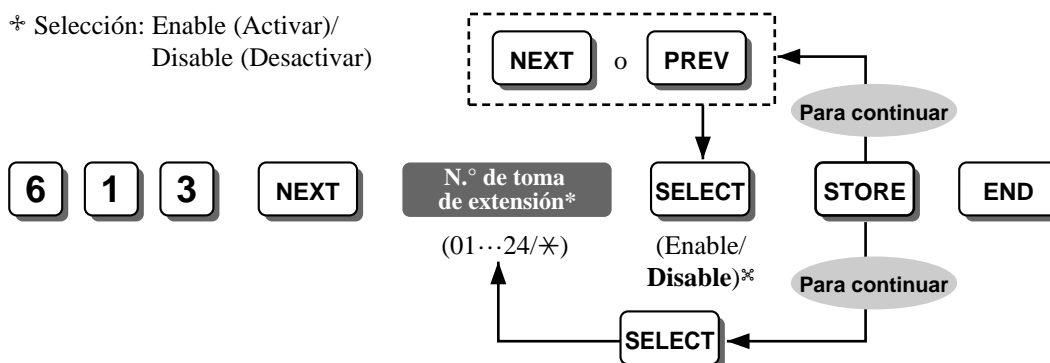 ✢ Selección: Enable (Activar)/
Disable (Desactivar)
NEXT o PREV
Para continuar
6 1 3 NEXT N.° de toma de extensión* SELECT STORE END
(01···24/✳) (Enable/
Disable)✼
Para continuar
SELECT